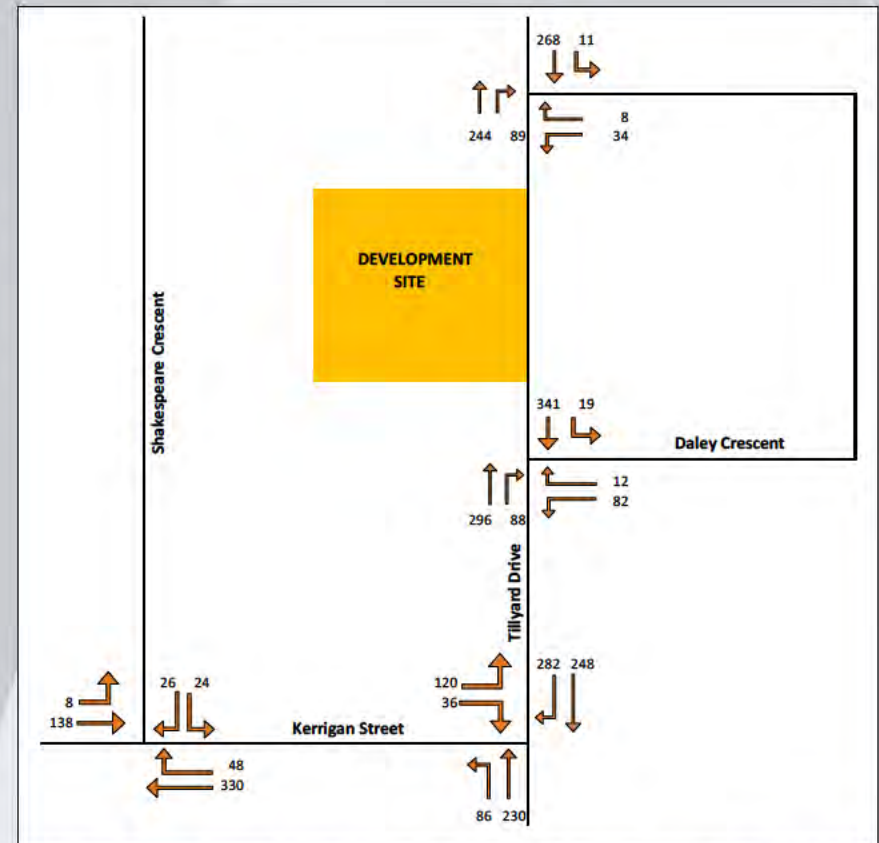 268 11
8
244 89
34
DEVELOPMENT
SITE
Shakespeare Crescent
341 19
Daley Crescent
12
82
296 88
Tillyard Drive
282 248
120
36
26 24
8
138
Kerrigan Street
48
330
86 230